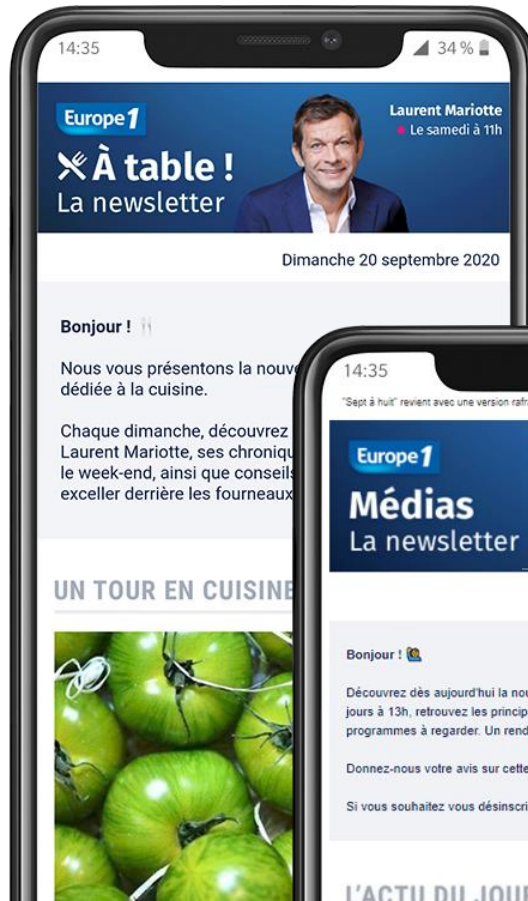 14:35
34 %
Europe 1
Laurent Mariotte
Le samedi à 11h
À table !
La newsletter
Dimanche 20 septembre 2020
Bonjour !
Nous vous présentons la nouv
dédiée à la cuisine.
Chaque dimanche, découvrez
Laurent Mariotte, ses chroniqu
le week-end, ainsi que conseils
exceller derrière les fourneaux
UN TOUR EN CUISINE
14:35
"Sept à huit" revient avec une version rafr
Europe 1
Médias
La newsletter
Bonjour !
Découvrez dès aujourd'hui la nou
jours à 13h, retrouvez les princip
programmes à regarder. Un rend
Donnez-nous votre avis sur cette
Si vous souhaitez vous désinscri
L'ACTU DU JOUR